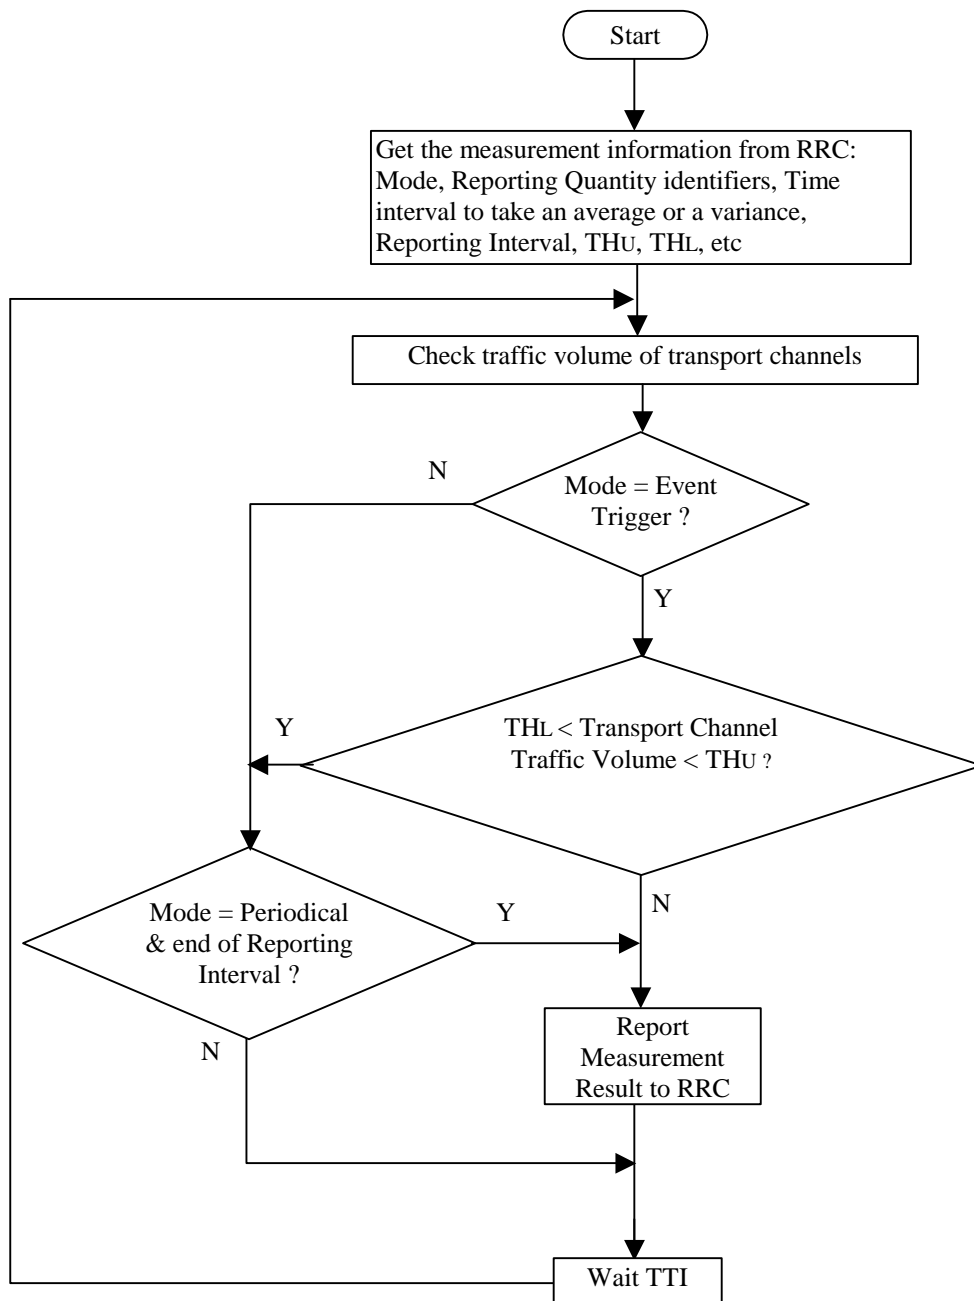 Start
Get the measurement information from RRC:
Mode, Reporting Quantity identifiers, Time
interval to take an average or a variance,
Reporting Interval, THU, THL, etc
Check traffic volume of transport channels
N
Mode = Event
Trigger ?
Y
Y
THL < Transport Channel
Traffic Volume < THU ?
N
Mode = Periodical
& end of Reporting
Interval ?
Y
N
Report
Measurement
Result to RRC
Wait TTI